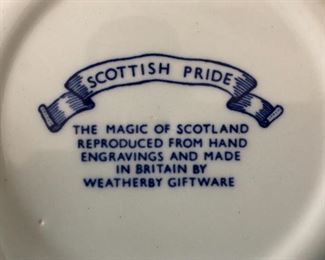 SCOTTISH PRIDE
THE MAGIC OF SCOTLAND
REPRODUCED FROM HAND
ENGRAVINGS AND MADE
IN BRITAIN BY
WEATHERBY GIFTWARE